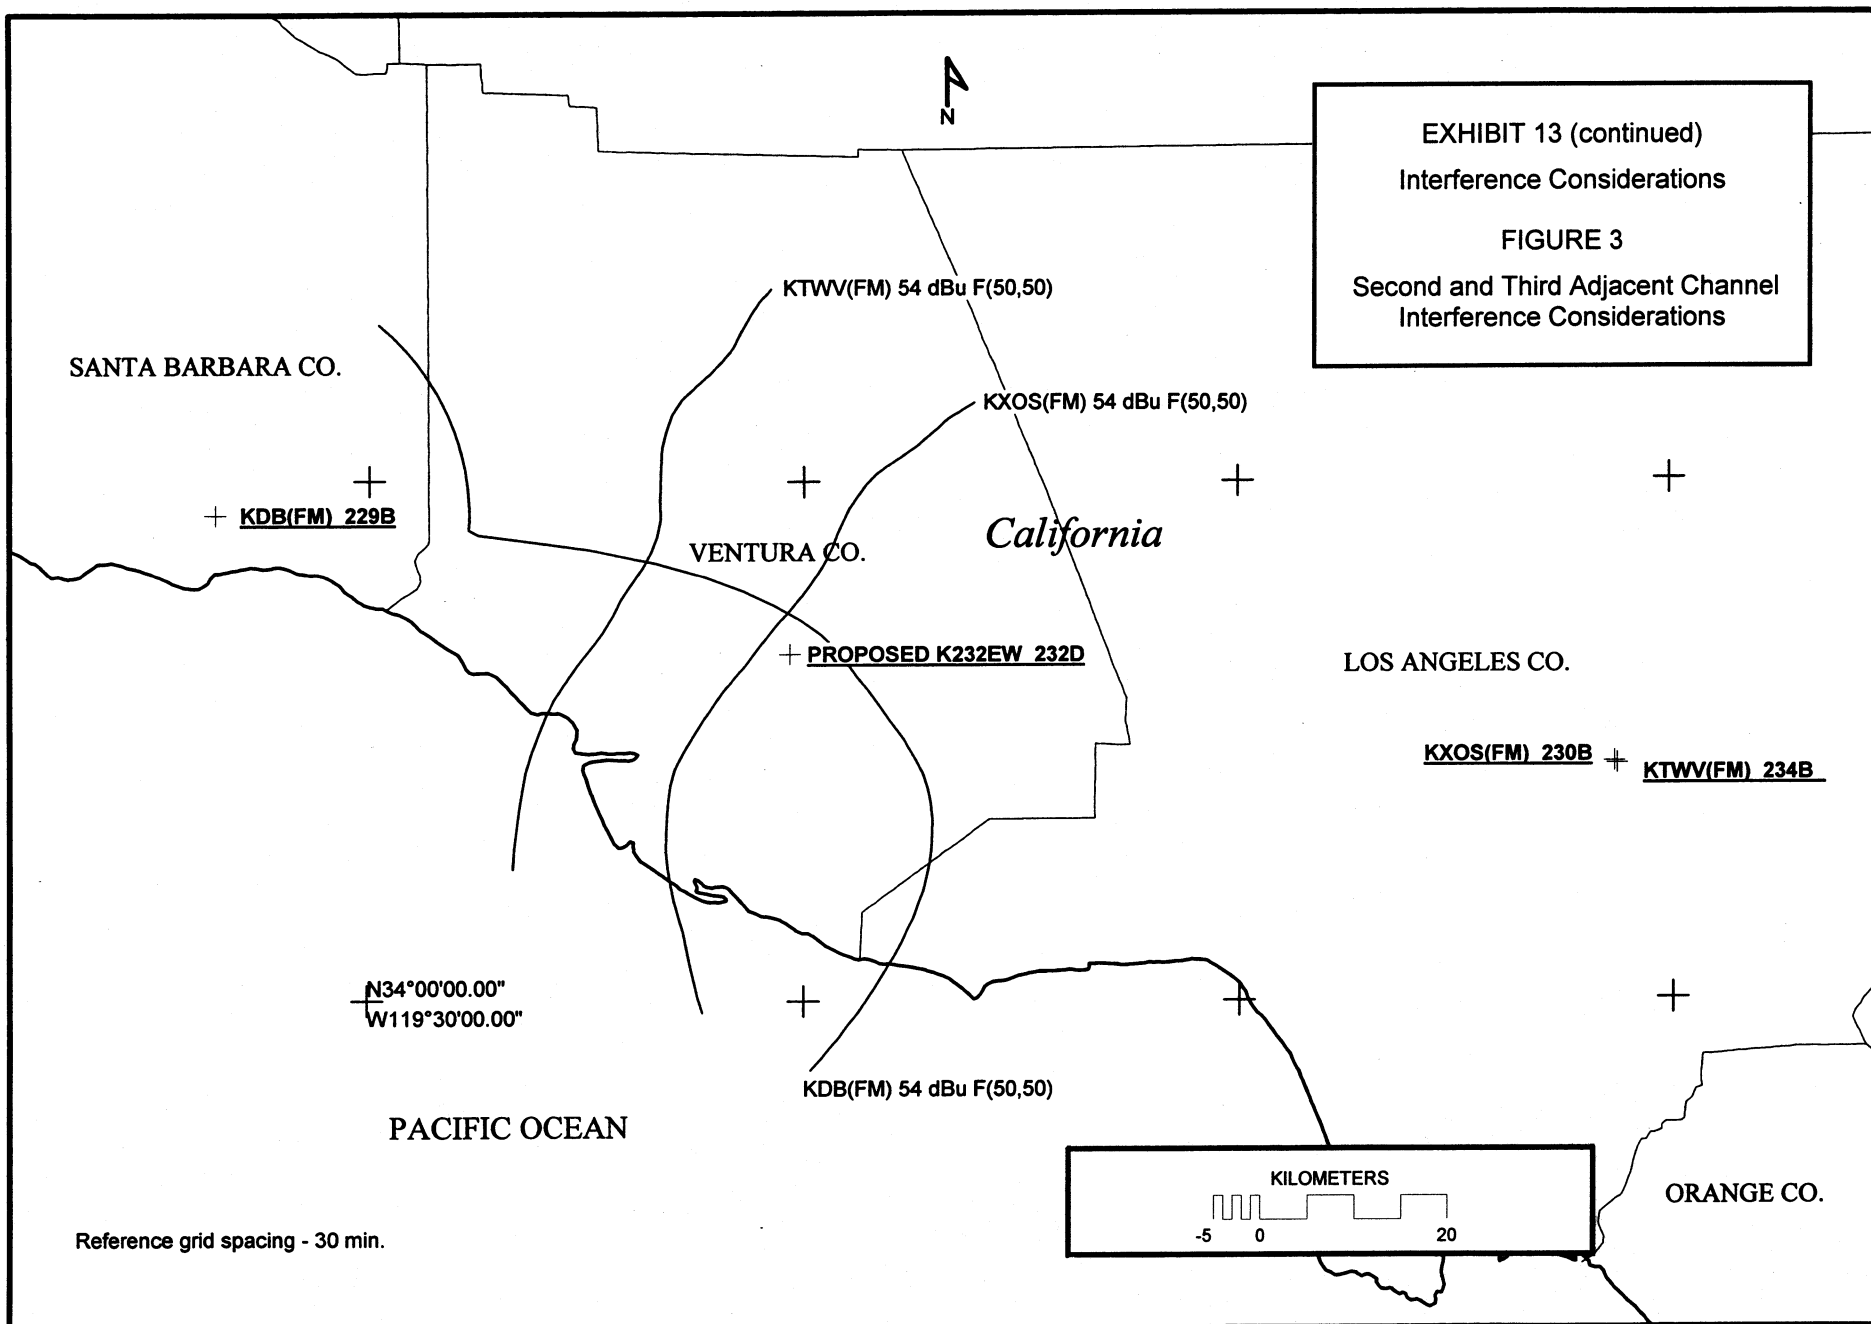 N
EXHIBIT 13 (continued)
Interference Considerations
FIGURE 3
Second and Third Adjacent Channel
Interference Considerations
KTWV(FM) 54 dBu F(50,50)
SANTA BARBARA CO.
KXOS(FM) 54 dBu F(50,50)
KDB(FM) 229B
California
VENTURA CO.
PROPOSED K232EW 232D
LOS ANGELES CO.
KXOS(FM) 230B
KTWV(FM) 234B
N34°00'00.00"
W119°30'00.00"
KDB(FM) 54 dBu F(50,50)
PACIFIC OCEAN
KILOMETERS
-5 0 20
ORANGE CO.
Reference grid spacing - 30 min.